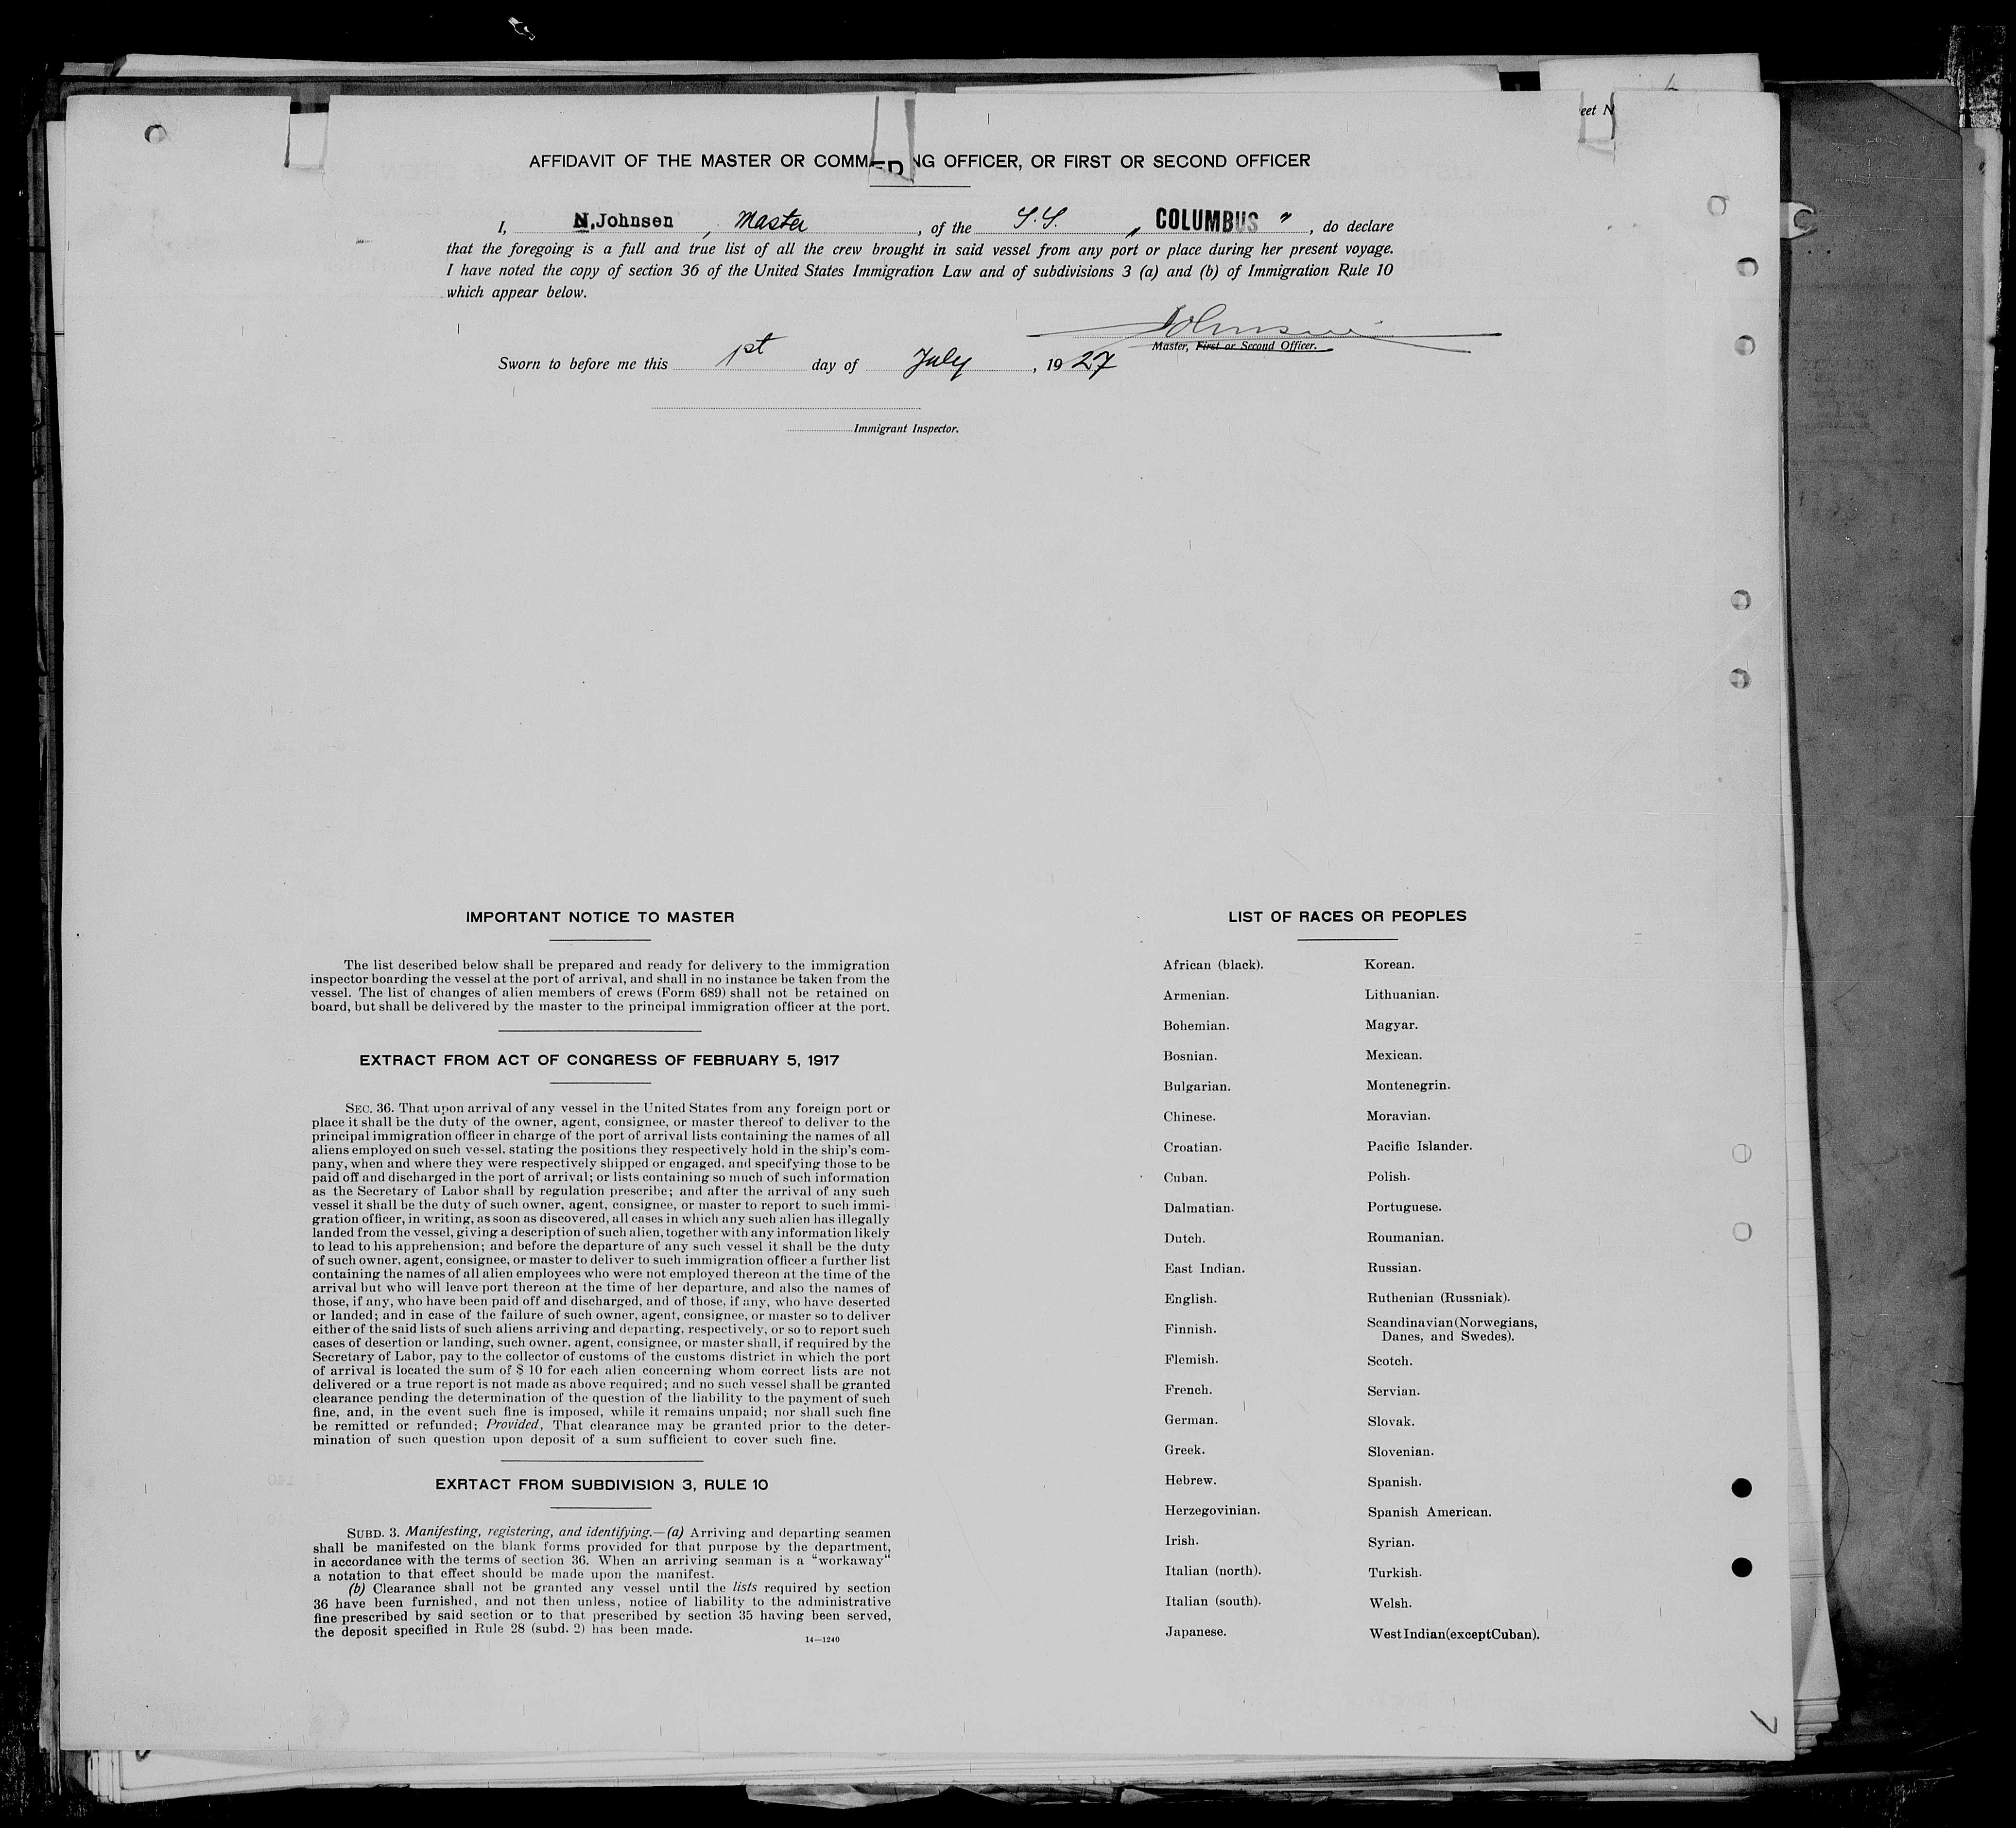 eet N
AFFIDAVIT OF THE MASTER OR COMM NG OFFICER, OR FIRST OR SECOND OFFICER
I, N. Johnsen, Master, of the S.S. „COLUMBUS", do declare
that the foregoing is a full and true list of all the crew brought in said vessel from any port or place during her present voyage.
I have noted the copy of section 36 of the United States Immigration Law and of subdivisions 3 (a) and (b) of Immigration Rule 10
which appear below.
Johnsen
Master, First or Second Officer.
Sworn to before me this 1st day of July, 1927
Immigrant Inspector.
IMPORTANT NOTICE TO MASTER
The list described below shall be prepared and ready for delivery to the immigration
inspector boarding the vessel at the port of arrival, and shall in no instance be taken from the
vessel. The list of changes of alien members of crews (Form 689) shall not be retained on
board, but shall be delivered by the master to the principal immigration officer at the port.
EXTRACT FROM ACT OF CONGRESS OF FEBRUARY 5, 1917
SEC. 36. That upon arrival of any vessel in the United States from any foreign port or
place it shall be the duty of the owner, agent, consignee, or master thereof to deliver to the
principal immigration officer in charge of the port of arrival lists containing the names of all
aliens employed on such vessel, stating the positions they respectively hold in the ship's com-
pany, when and where they were respectively shipped or engaged, and specifying those to be
paid off and discharged in the port of arrival; or lists containing so much of such information
as the Secretary of Labor shall by regulation prescribe; and after the arrival of any such
vessel it shall be the duty of such owner, agent, consignee, or master to report to such immi-
gration officer, in writing, as soon as discovered, all cases in which any such alien has illegally
landed from the vessel, giving a description of such alien, together with any information likely
to lead to his apprehension; and before the departure of any such vessel it shall be the duty
of such owner, agent, consignee, or master to deliver to such immigration officer a further list
containing the names of all alien employees who were not employed thereon at the time of the
arrival but who will leave port thereon at the time of her departure, and also the names of
those, if any, who have been paid off and discharged, and of those, if any, who have deserted
or landed; and in case of the failure of such owner, agent, consignee, or master so to deliver
either of the said lists of such aliens arriving and departing, respectively, or so to report such
cases of desertion or landing, such owner, agent, consignee, or master shall, if required by the
Secretary of Labor, pay to the collector of customs of the customs district in which the port
of arrival is located the sum of $ 10 for each alien concerning whom correct lists are not
delivered or a true report is not made as above required; and no such vessel shall be granted
clearance pending the determination of the question of the liability to the payment of such
fine, and, in the event such fine is imposed, while it remains unpaid; nor shall such fine
be remitted or refunded; Provided, That clearance may be granted prior to the deter-
mination of such question upon deposit of a sum sufficient to cover such fine.
EXRTACT FROM SUBDIVISION 3, RULE 10
SUBD. 3. Manifesting, registering, and identifying.—(a) Arriving and departing seamen
shall be manifested on the blank forms provided for that purpose by the department,
in accordance with the terms of section 36. When an arriving seaman is a “workaway“
a notation to that effect should be made upon the manifest.
(b) Clearance shall not be granted any vessel until the lists required by section
36 have been furnished, and not then unless, notice of liability to the administrative
fine prescribed by said section or to that prescribed by section 35 having been served,
the deposit specified in Rule 28 (subd. 2) has been made.
14—1240
LIST OF RACES OR PEOPLES
African (black).
Armenian.
Bohemian.
Bosnian.
Bulgarian.
Chinese.
Croatian.
Cuban.
Dalmatian.
Dutch.
East Indian.
English.
Finnish.
Flemish.
French.
German.
Greek.
Hebrew.
Herzegovinian.
Irish.
Italian (north).
Italian (south).
Japanese.
Korean.
Lithuanian.
Magyar.
Mexican.
Montenegrin.
Moravian.
Pacific Islander.
Polish.
Portuguese.
Roumanian.
Russian.
Ruthenian (Russniak).
Scandinavian (Norwegians,
Danes, and Swedes).
Scotch.
Servian.
Slovak.
Slovenian.
Spanish.
Spanish American.
Syrian.
Turkish.
Welsh.
West Indian (except Cuban).